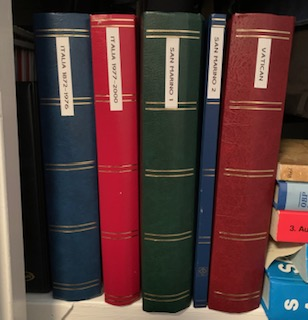 ITALIA 1872-1976
ITALIA 1977-2000
SAN MARINO 1
SAN MARINO 2
VATICAN
3. Au